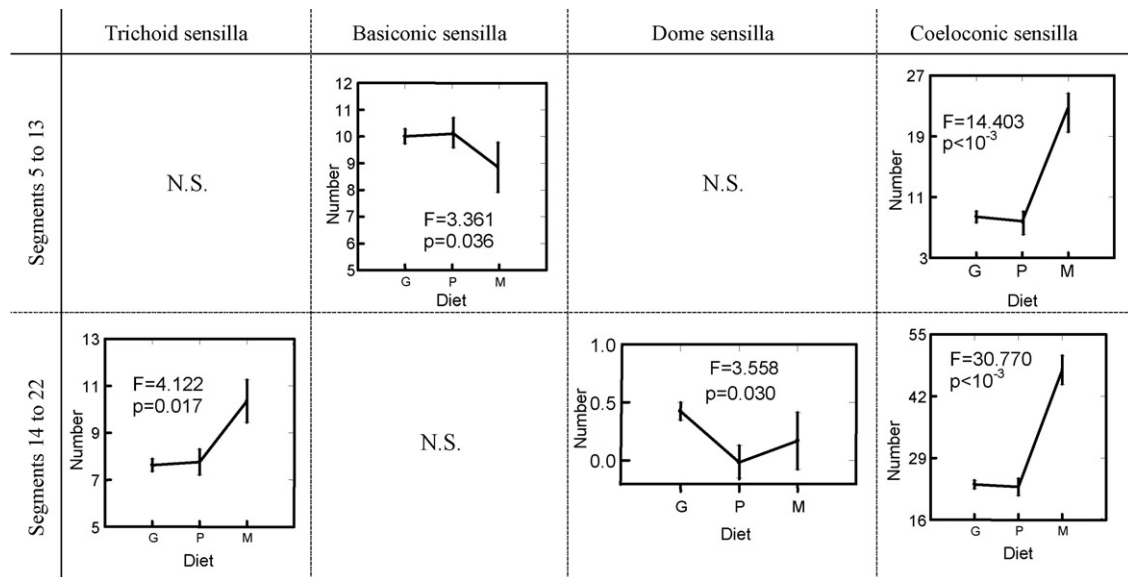 Trichoid sensilla
Basiconic sensilla
Dome sensilla
Coeloconic sensilla
Segments 5 to 13
N.S.
12
11
10
9
8
7
6
5
Number
F=3.361
p=0.036
G P M
Diet
N.S.
27
19
11
3
Number
F=14.403
p<10⁻³
G P M
Diet
Segments 14 to 22
13
11
9
7
5
Number
F=4.122
p=0.017
G P M
Diet
N.S.
1.0
0.5
0.0
Number
F=3.558
p=0.030
G P M
Diet
55
42
29
16
Number
F=30.770
p<10⁻³
G P M
Diet